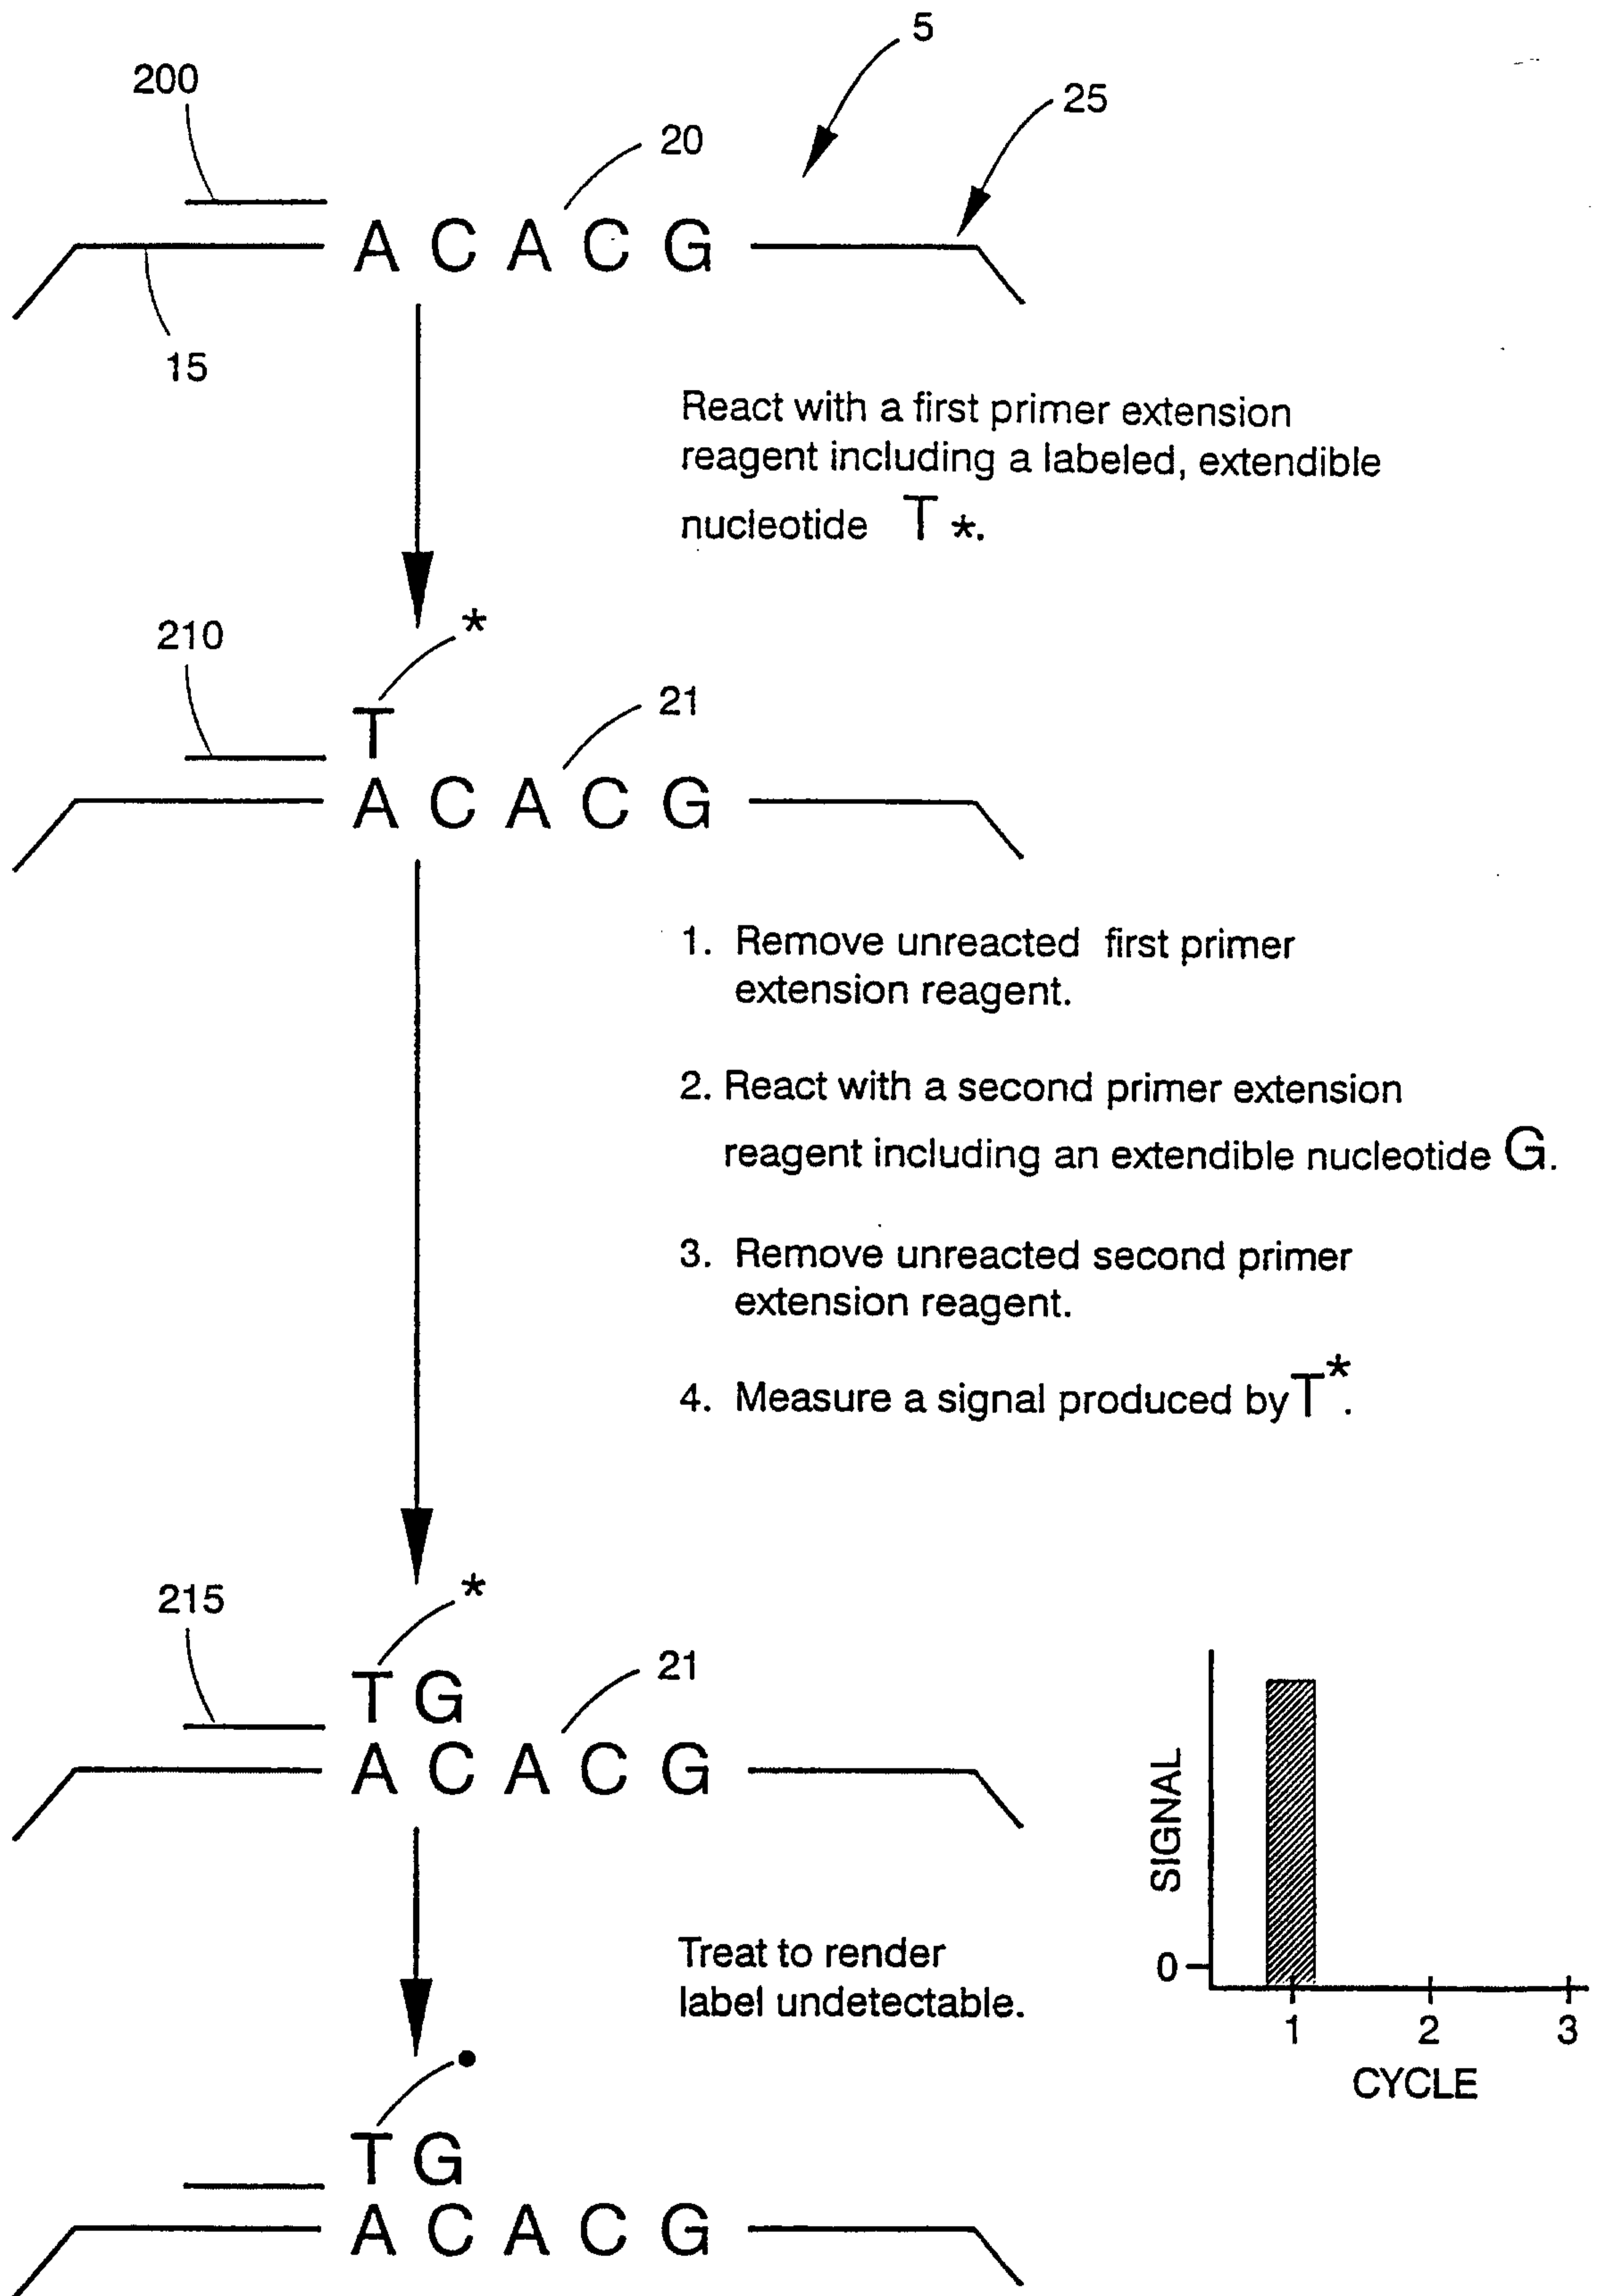 5
200
25
20
A C A C G
15
React with a first primer extension
reagent including a labeled, extendible
nucleotide T *.
*
210
21
T
A C A C G
1. Remove unreacted first primer
extension reagent.
2. React with a second primer extension
reagent including an extendible nucleotide G.
3. Remove unreacted second primer
extension reagent.
4. Measure a signal produced by T*.
*
215
21
T G
A C A C G
SIGNAL
0
1 2 3
CYCLE
Treat to render
label undetectable.
T G
A C A C G